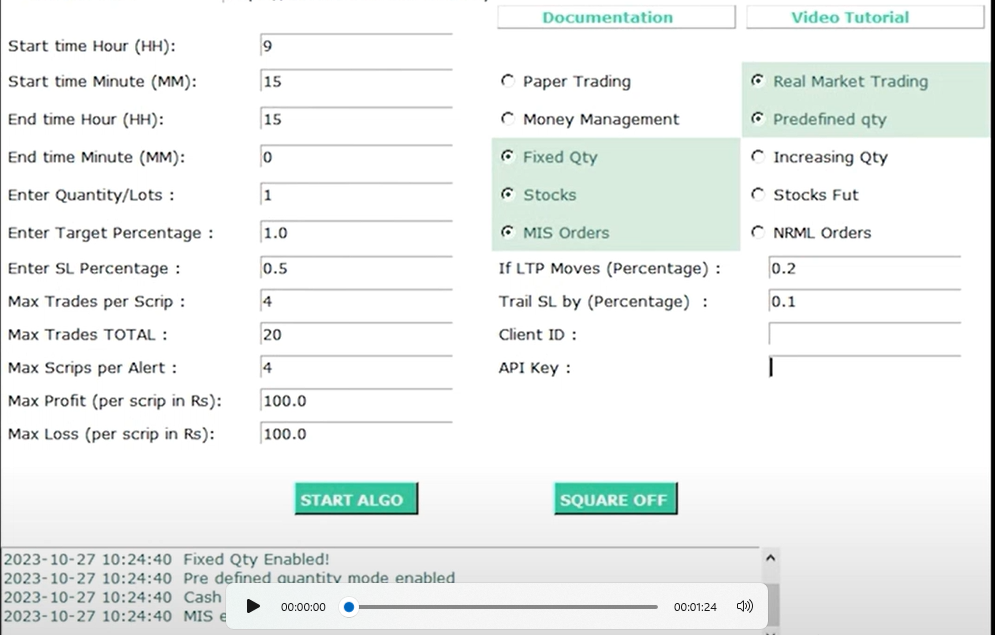 Documentation Video Tutorial
Start time Hour (HH): 9
Start time Minute (MM): 15 Paper Trading Real Market Trading
End time Hour (HH): 15 Money Management Predefined qty
End time Minute (MM): 0 Fixed Qty Increasing Qty
Enter Quantity/Lots : 1 Stocks Stocks Fut
Enter Target Percentage : 1.0 MIS Orders NRML Orders
Enter SL Percentage : 0.5 If LTP Moves (Percentage) : 0.2
Max Trades per Scrip : 4 Trail SL by (Percentage) : 0.1
Max Trades TOTAL : 20 Client ID :
Max Scrips per Alert : 4 API Key :
Max Profit (per scrip in Rs): 100.0
Max Loss (per scrip in Rs): 100.0
START ALGO SQUARE OFF
2023-10-27 10:24:40 Fixed Qty Enabled!
2023-10-27 10:24:40 Pre defined quantity mode enabled
2023-10-27 10:24:40 Cash
2023-10-27 10:24:40 MIS
00:00:00 00:01:24